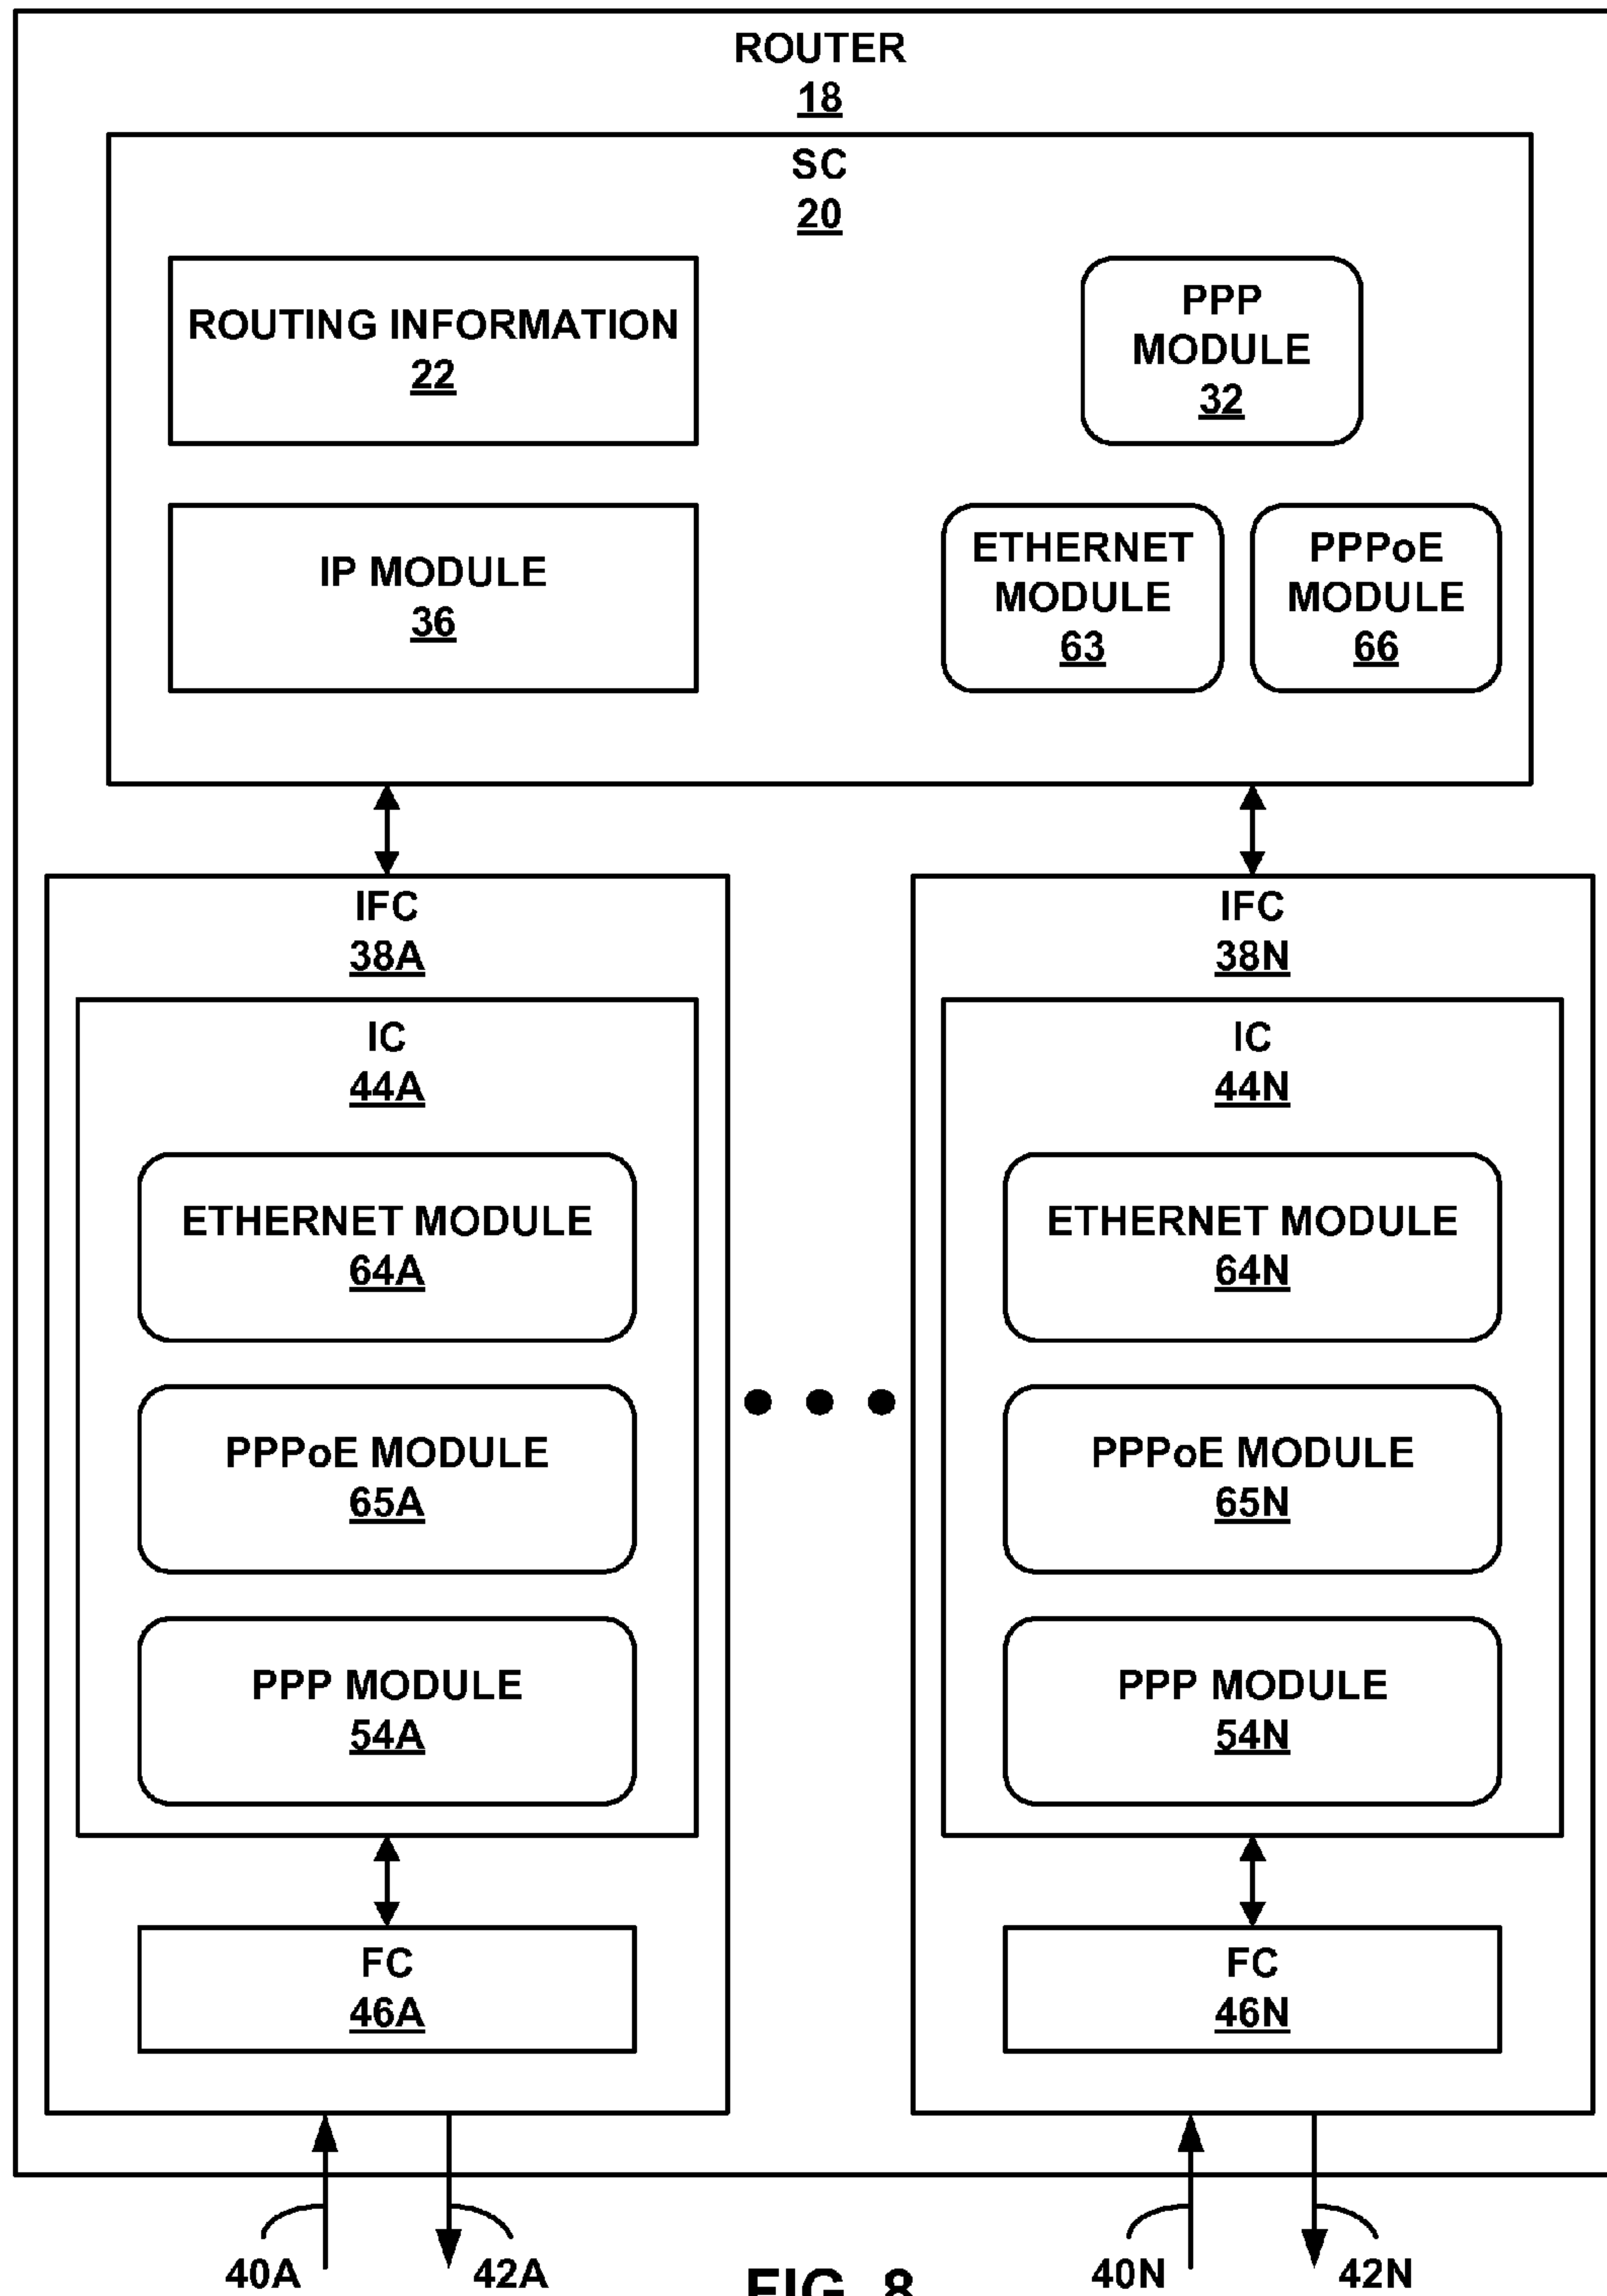 ROUTER
18
SC
20
ROUTING INFORMATION
22
PPP
MODULE
32
IP MODULE
36
ETHERNET
MODULE
63
PPPoE
MODULE
66
IFC
38A
IC
44A
ETHERNET MODULE
64A
PPPoE MODULE
65A
PPP MODULE
54A
FC
46A
IFC
38N
IC
44N
ETHERNET MODULE
64N
PPPoE MODULE
65N
PPP MODULE
54N
FC
46N
40A
42A
40N
42N
FIG. 8